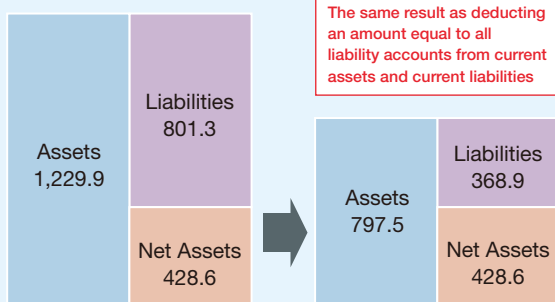 The same result as deducting
an amount equal to all
liability accounts from current
assets and current liabilities
Assets
1,229.9
Liabilities
801.3
Net Assets
428.6
Assets
797.5
Liabilities
368.9
Net Assets
428.6